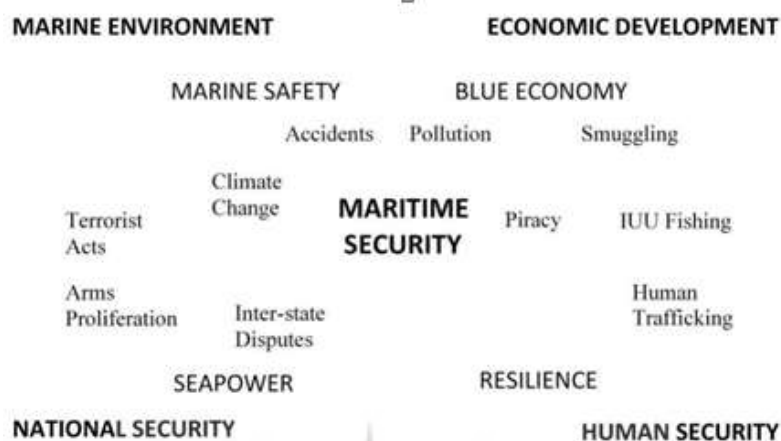 MARINE ENVIRONMENT ECONOMIC DEVELOPMENT
MARINE SAFETY BLUE ECONOMY
Accidents Pollution Smuggling
Climate
Change
MARITIME
SECURITY
Piracy IUU Fishing
Terrorist
Acts
Arms
Proliferation
Inter-state
Disputes
Human
Trafficking
SEAPOWER RESILIENCE
NATIONAL SECURITY HUMAN SECURITY